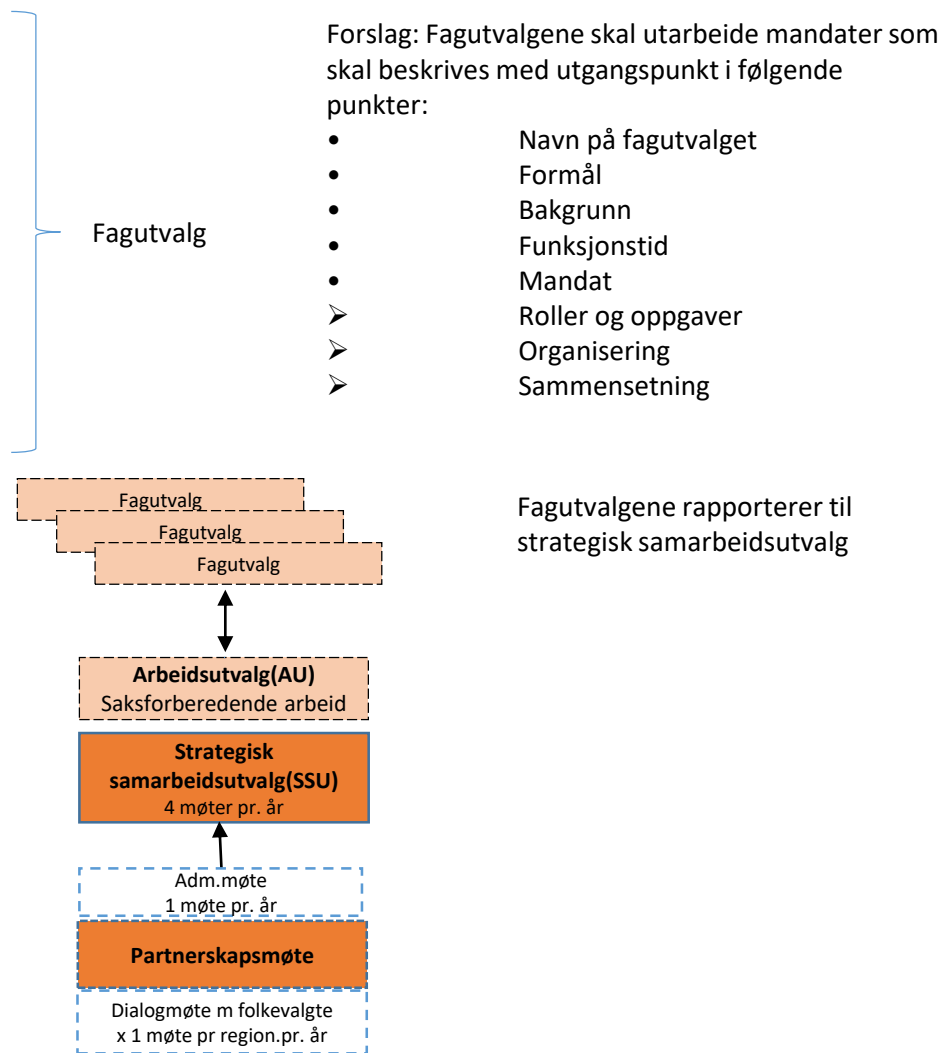 Forslag: Fagutvalgene skal utarbeide mandater som
skal beskrives med utgangspunkt i følgende
punkter:
• Navn på fagutvalget
• Formål
• Bakgrunn
Fagutvalg
• Funksjonstid
• Mandat
➢ Roller og oppgaver
➢ Organisering
➢ Sammensetning
Fagutvalg
Fagutvalg
Fagutvalg
Fagutvalgene rapporterer til
strategisk samarbeidsutvalg
Arbeidsutvalg(AU)
Saksforberedende arbeid
Strategisk
samarbeidsutvalg(SSU)
4 møter pr. år
Adm.møte
1 møte pr. år
Partnerskapsmøte
Dialogmøte m folkevalgte
x 1 møte pr region.pr. år